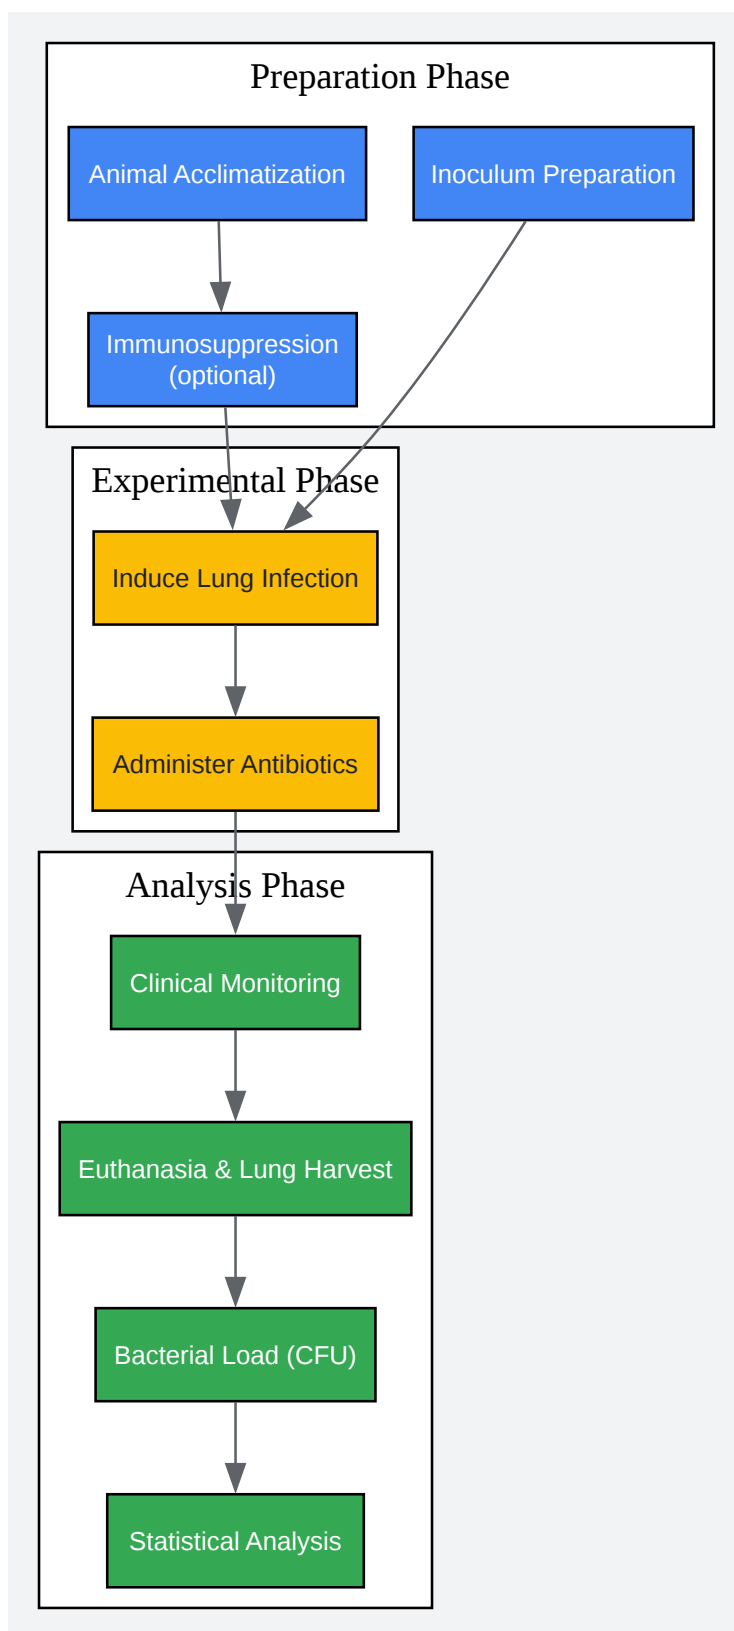 Preparation Phase
Animal Acclimatization
Inoculum Preparation
Immunosuppression
(optional)
Experimental Phase
Induce Lung Infection
Administer Antibiotics
Analysis Phase
Clinical Monitoring
Euthanasia & Lung Harvest
Bacterial Load (CFU)
Statistical Analysis